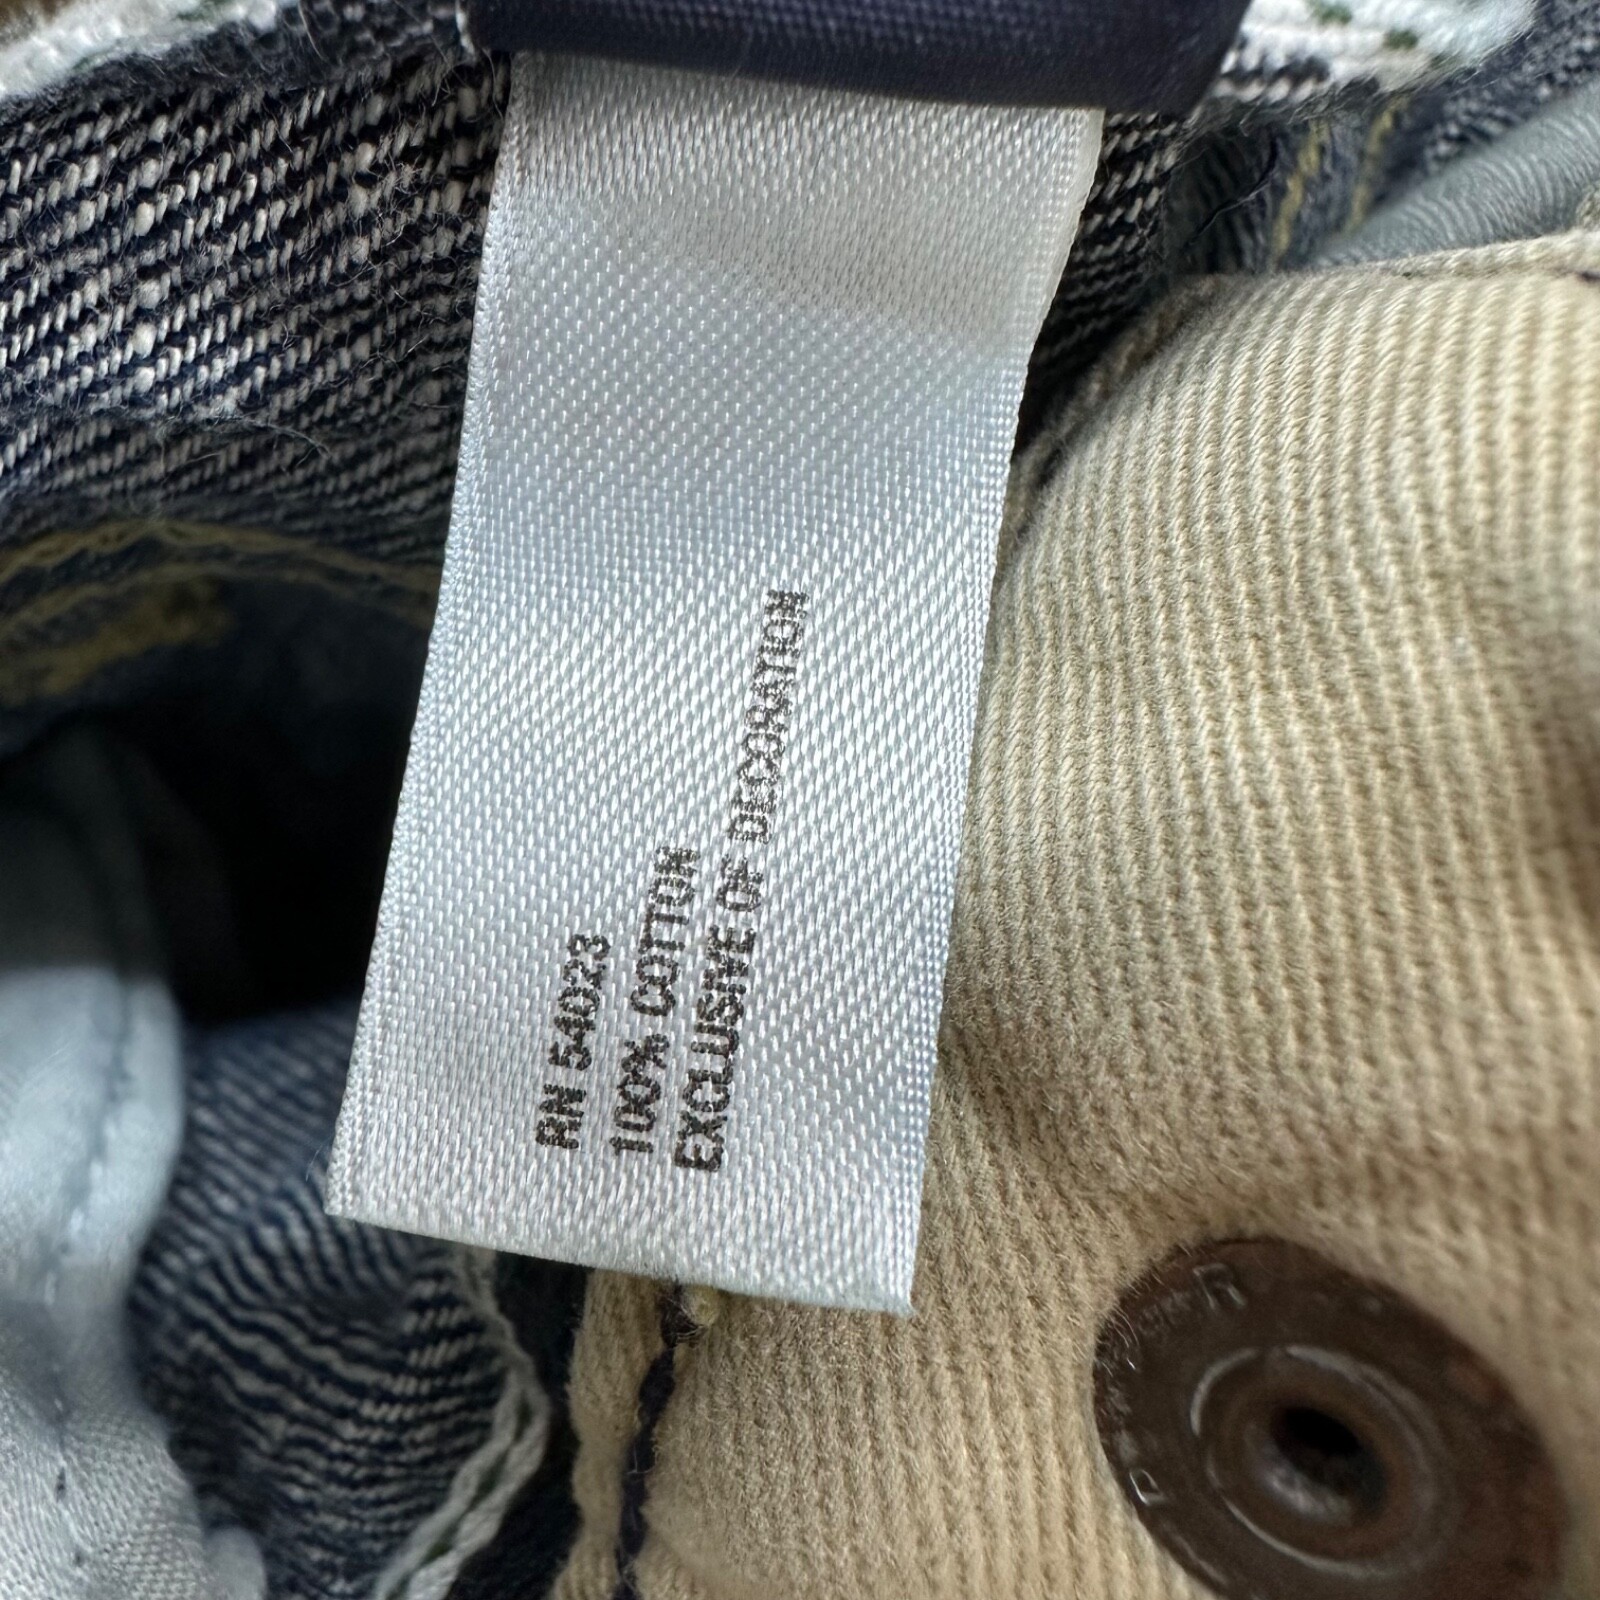 RN 54023
100% COTTON
EXCLUSIVE OF DECORATION